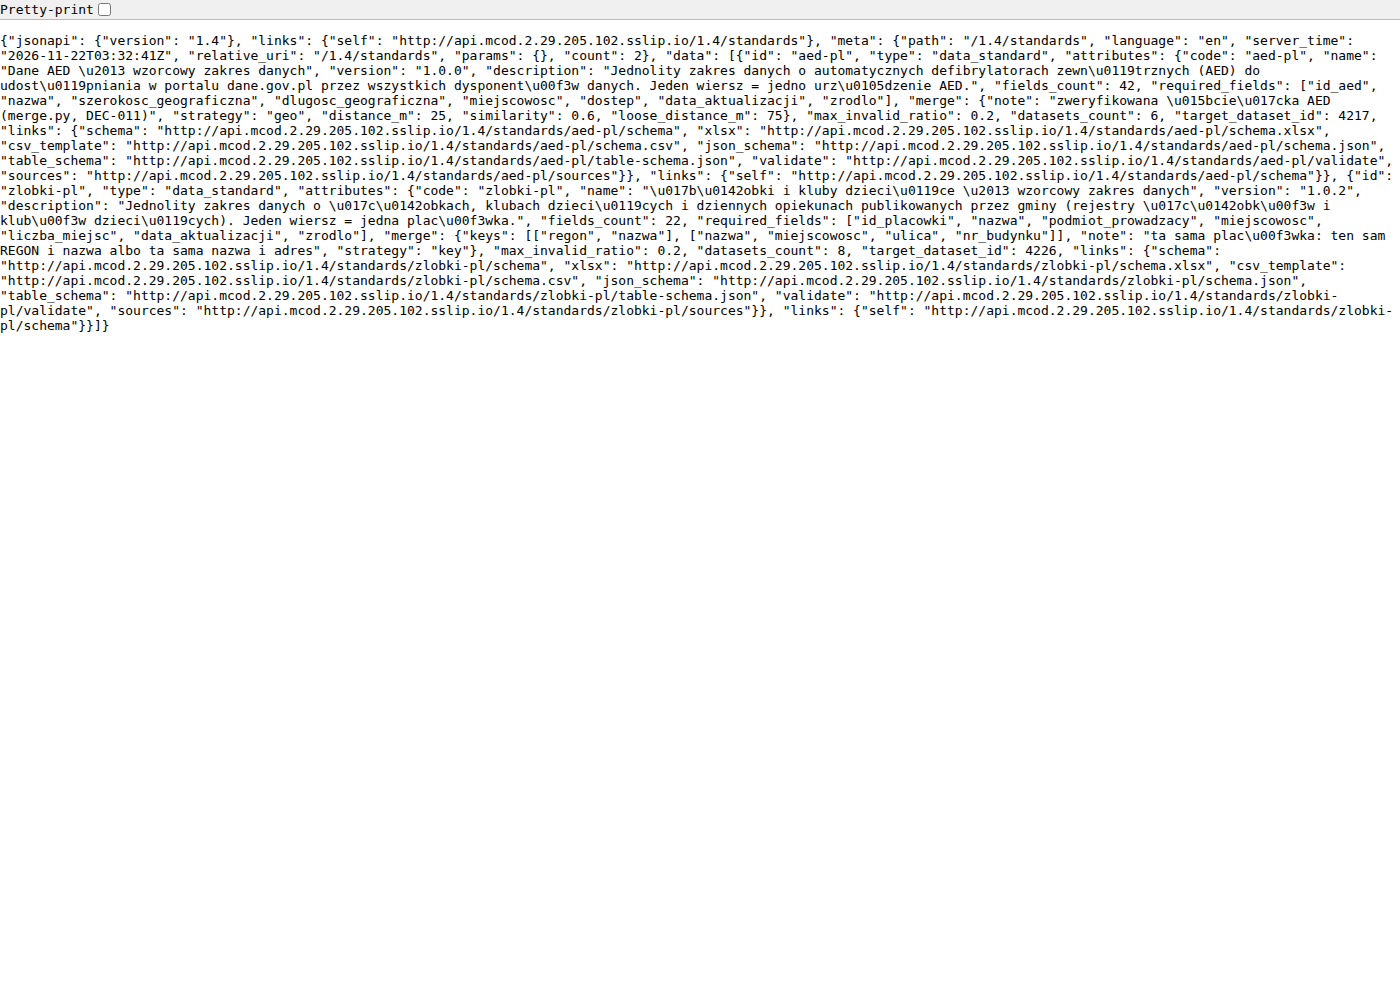 Pretty-print
{"jsonapi": {"version": "1.4"}, "links": {"self": "http://api.mcod.2.29.205.102.sslip.io/1.4/standards"}, "meta": {"path": "/1.4/standards", "language": "en", "server_time":
"2026-11-22T03:32:41Z", "relative_uri": "/1.4/standards", "params": {}, "count": 2}, "data": [{"id": "aed-pl", "type": "data_standard", "attributes": {"code": "aed-pl", "name":
"Dane AED \u2013 wzorcowy zakres danych", "version": "1.0.0", "description": "Jednolity zakres danych o automatycznych defibrylatorach zewn\u0119trznych (AED) do
udost\u0119pniania w portalu dane.gov.pl przez wszystkich dysponent\u00f3w danych. Jeden wiersz = jedno urz\u0105dzenie AED.", "fields_count": 42, "required_fields": ["id_aed",
"nazwa", "szerokosc_geograficzna", "dlugosc_geograficzna", "miejscowosc", "dostep", "data_aktualizacji", "zrodlo"], "merge": {"note": "zweryfikowana \u015bcie\u017cka AED
(merge.py, DEC-011)", "strategy": "geo", "distance_m": 25, "similarity": 0.6, "loose_distance_m": 75}, "max_invalid_ratio": 0.2, "datasets_count": 6, "target_dataset_id": 4217,
"links": {"schema": "http://api.mcod.2.29.205.102.sslip.io/1.4/standards/aed-pl/schema", "xlsx": "http://api.mcod.2.29.205.102.sslip.io/1.4/standards/aed-pl/schema.xlsx",
"csv_template": "http://api.mcod.2.29.205.102.sslip.io/1.4/standards/aed-pl/schema.csv", "json_schema": "http://api.mcod.2.29.205.102.sslip.io/1.4/standards/aed-pl/schema.json",
"table_schema": "http://api.mcod.2.29.205.102.sslip.io/1.4/standards/aed-pl/table-schema.json", "validate": "http://api.mcod.2.29.205.102.sslip.io/1.4/standards/aed-pl/validate",
"sources": "http://api.mcod.2.29.205.102.sslip.io/1.4/standards/aed-pl/sources"}}, "links": {"self": "http://api.mcod.2.29.205.102.sslip.io/1.4/standards/aed-pl/schema"}}, {"id":
"zlobki-pl", "type": "data_standard", "attributes": {"code": "zlobki-pl", "name": "\u017b\u0142obki i kluby dzieci\u0119ce \u2013 wzorcowy zakres danych", "version": "1.0.2",
"description": "Jednolity zakres danych o \u017c\u0142obkach, klubach dzieci\u0119cych i dziennych opiekunach publikowanych przez gminy (rejestry \u017c\u0142obk\u00f3w i
klub\u00f3w dzieci\u0119cych). Jeden wiersz = jedna plac\u00f3wka.", "fields_count": 22, "required_fields": ["id_placowki", "nazwa", "podmiot_prowadzacy", "miejscowosc",
"liczba_miejsc", "data_aktualizacji", "zrodlo"], "merge": {"keys": [["regon", "nazwa"], ["nazwa", "miejscowosc", "ulica", "nr_budynku"]], "note": "ta sama plac\u00f3wka: ten sam
REGON i nazwa albo ta sama nazwa i adres", "strategy": "key"}, "max_invalid_ratio": 0.2, "datasets_count": 8, "target_dataset_id": 4226, "links": {"schema":
"http://api.mcod.2.29.205.102.sslip.io/1.4/standards/zlobki-pl/schema", "xlsx": "http://api.mcod.2.29.205.102.sslip.io/1.4/standards/zlobki-pl/schema.xlsx", "csv_template":
"http://api.mcod.2.29.205.102.sslip.io/1.4/standards/zlobki-pl/schema.csv", "json_schema": "http://api.mcod.2.29.205.102.sslip.io/1.4/standards/zlobki-pl/schema.json",
"table_schema": "http://api.mcod.2.29.205.102.sslip.io/1.4/standards/zlobki-pl/table-schema.json", "validate": "http://api.mcod.2.29.205.102.sslip.io/1.4/standards/zlobki-
pl/validate", "sources": "http://api.mcod.2.29.205.102.sslip.io/1.4/standards/zlobki-pl/sources"}}, "links": {"self": "http://api.mcod.2.29.205.102.sslip.io/1.4/standards/zlobki-
pl/schema"}}]}